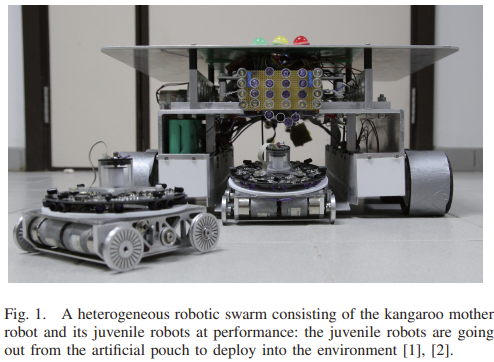 Fig. 1. A heterogeneous robotic swarm consisting of the kangaroo mother
robot and its juvenile robots at performance: the juvenile robots are going
out from the artificial pouch to deploy into the environment [1], [2].